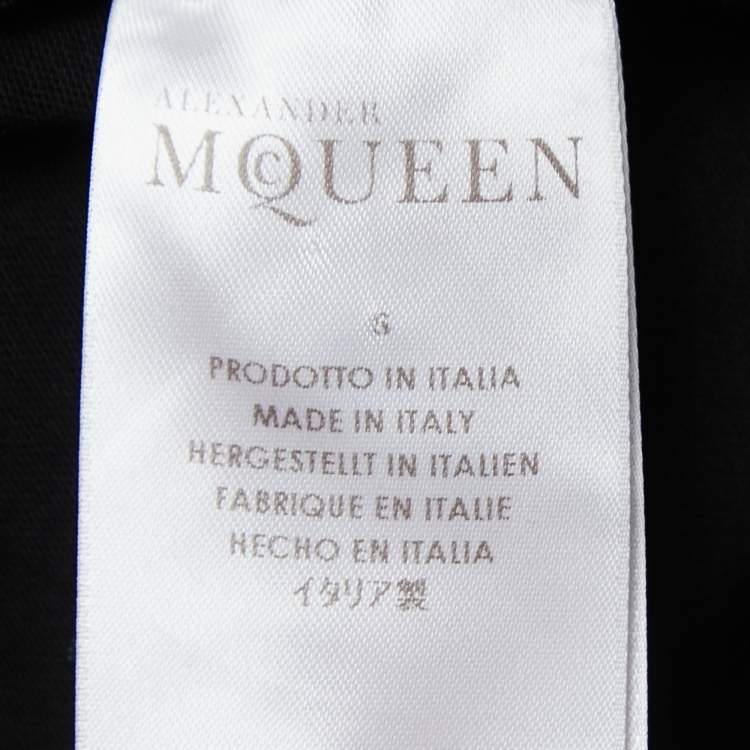 ALEXANDER
McQUEEN
S
PRODOTTO IN ITALIA
MADE IN ITALY
HERGESTELLT IN ITALIEN
FABRIQUE EN ITALIE
HECHO EN ITALIA
イタリア製